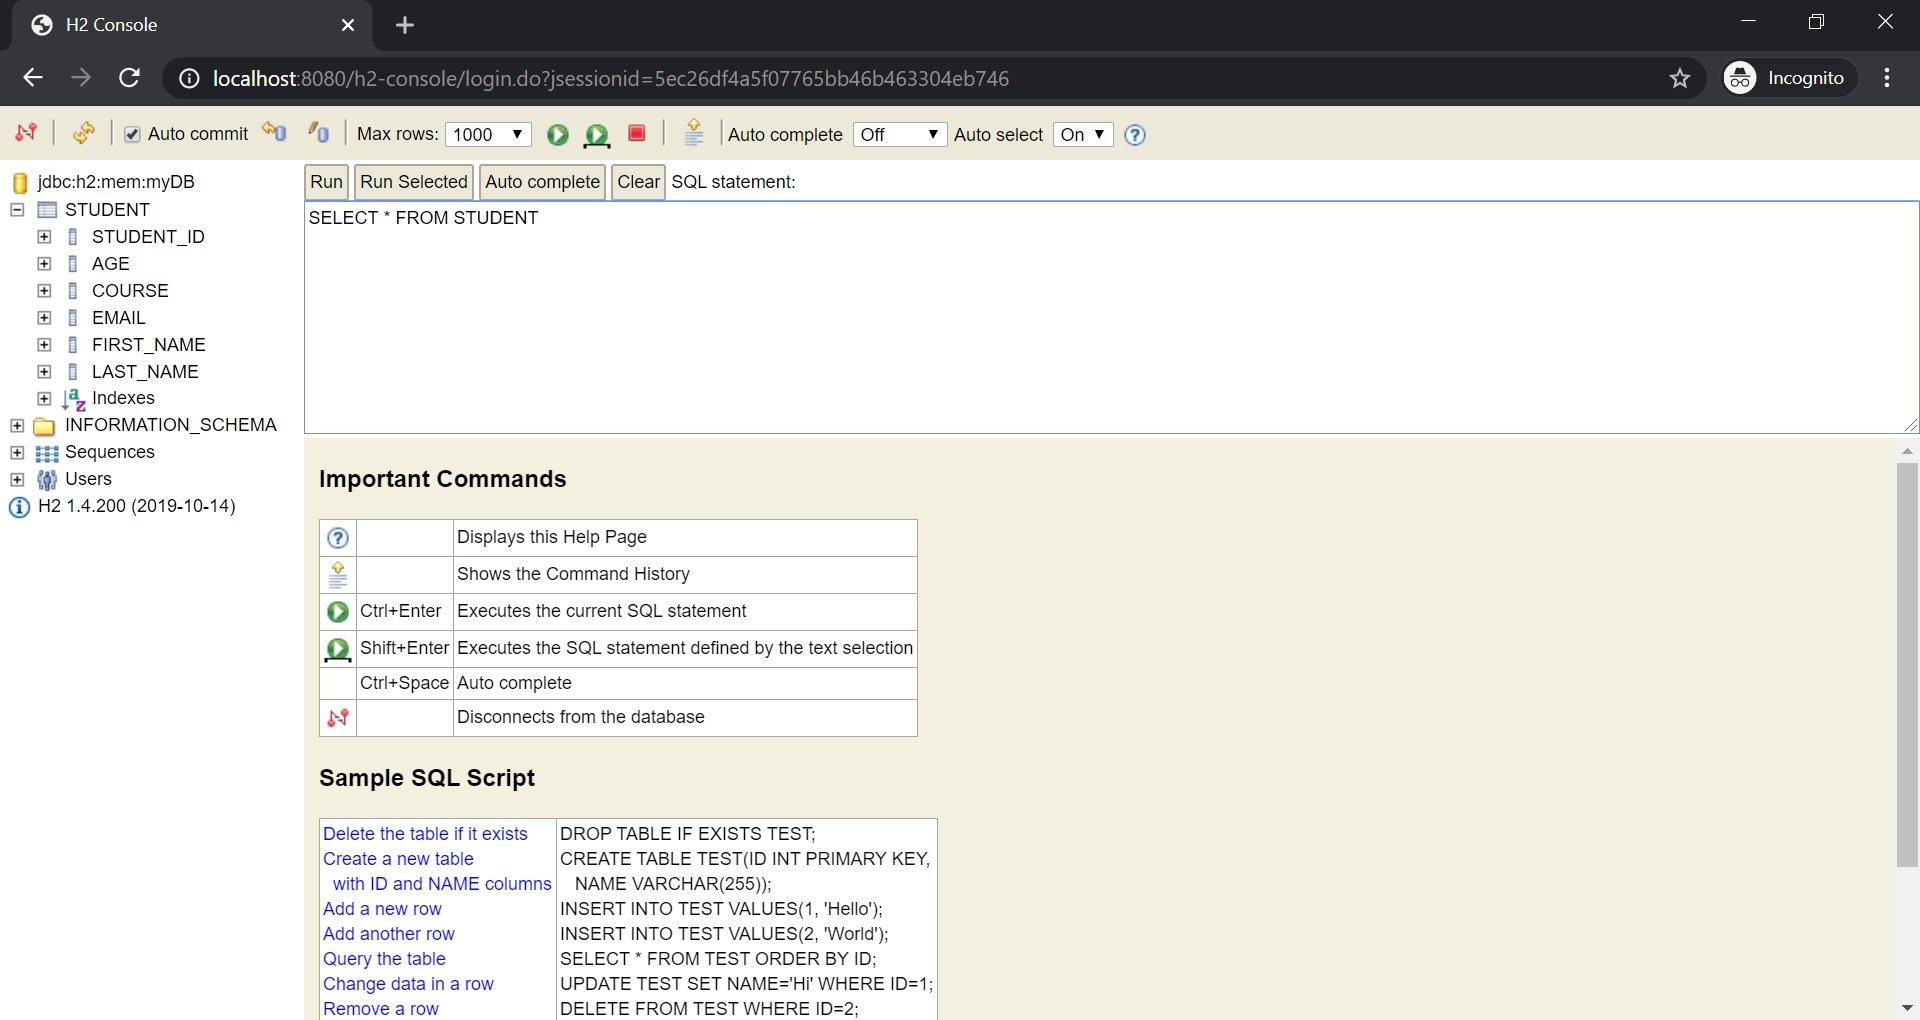 H2 Console
localhost:8080/h2-console/login.do?jsessionid=5ec26df4a5f07765bb46b463304eb746
Incognito
Auto commit
Max rows: 1000
Auto complete Off
Auto select On
jdbc:h2:mem:myDB
STUDENT
STUDENT_ID
AGE
COURSE
EMAIL
FIRST_NAME
LAST_NAME
Indexes
INFORMATION_SCHEMA
Sequences
Users
H2 1.4.200 (2019-10-14)
Run Run Selected Auto complete Clear SQL statement:
SELECT * FROM STUDENT
Important Commands
Displays this Help Page
Shows the Command History
Ctrl+Enter Executes the current SQL statement
Shift+Enter Executes the SQL statement defined by the text selection
Ctrl+Space Auto complete
Disconnects from the database
Sample SQL Script
Delete the table if it exists DROP TABLE IF EXISTS TEST;
Create a new table CREATE TABLE TEST(ID INT PRIMARY KEY,
with ID and NAME columns NAME VARCHAR(255));
Add a new row INSERT INTO TEST VALUES(1, 'Hello');
Add another row INSERT INTO TEST VALUES(2, 'World');
Query the table SELECT * FROM TEST ORDER BY ID;
Change data in a row UPDATE TEST SET NAME='Hi' WHERE ID=1;
Remove a row DELETE FROM TEST WHERE ID=2;